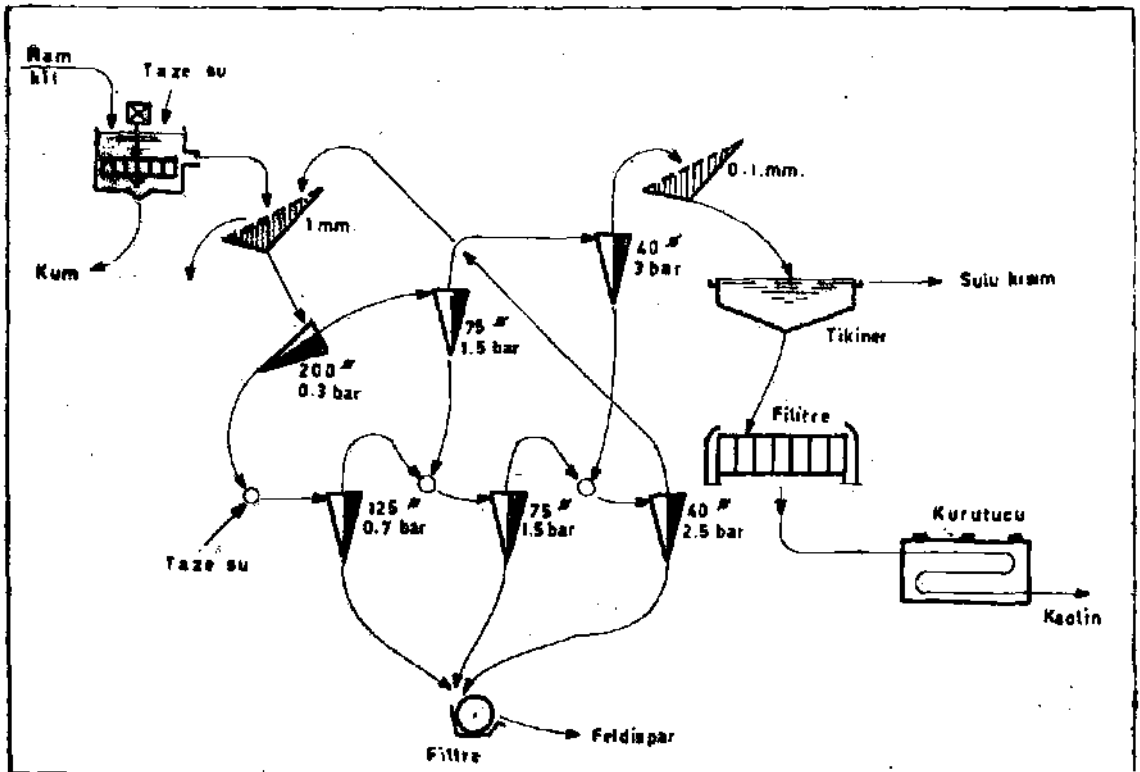 Ham
kil
Taze su
Kum
1 mm.
0.1.mm.
40 ″
3 bar
75 ″
1.5 bar
200 ″
0.3 bar
Sulu kısım
Tikiner
Filitre
125 ″
0.7 bar
75 ″
1.5 bar
40 ″
2.5 bar
Taze su
Kurutucu
Kaolin
Feldispar
Filtre